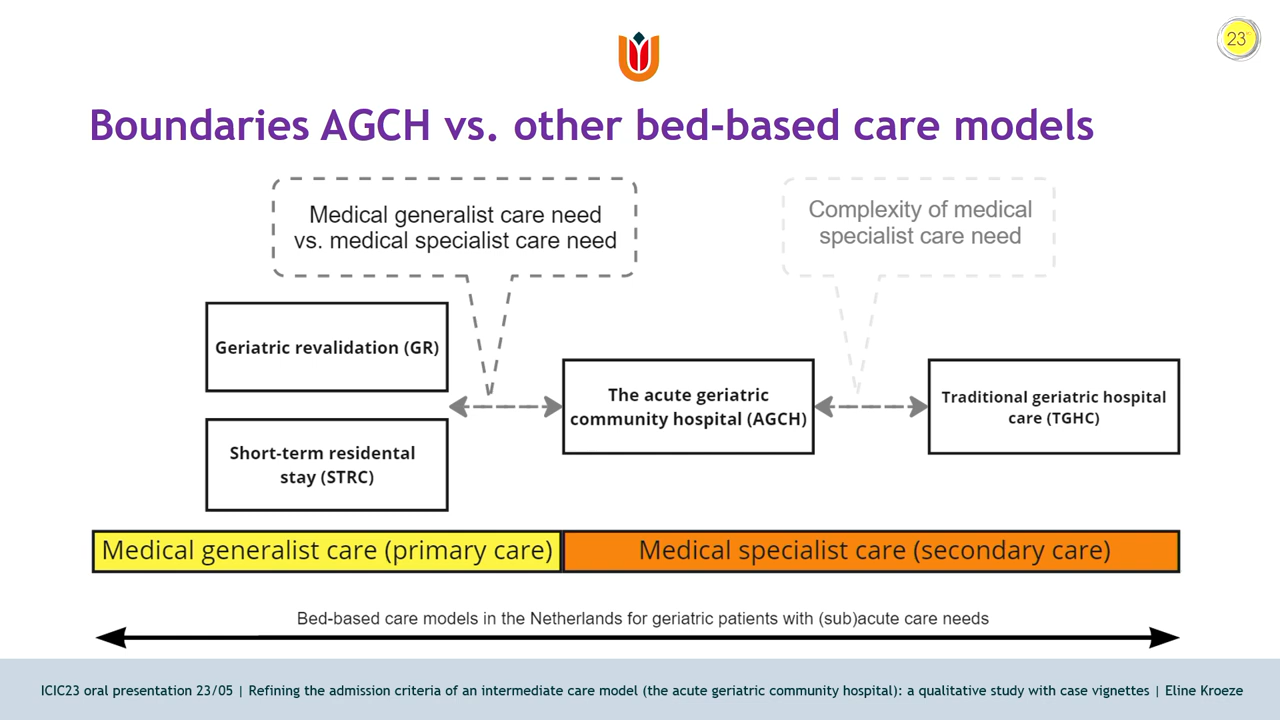 23
Boundaries AGCH vs. other bed-based care models
Medical generalist care need
vs. medical specialist care need
Complexity of medical
specialist care need
Geriatric revalidation (GR)
Short-term residental
stay (STRC)
The acute geriatric
community hospital (AGCH)
Traditional geriatric hospital
care (TGHC)
Medical generalist care (primary care)
Medical specialist care (secondary care)
Bed-based care models in the Netherlands for geriatric patients with (sub)acute care needs
ICIC23 oral presentation 23/05 | Refining the admission criteria of an intermediate care model (the acute geriatric community hospital): a qualitative study with case vignettes | Eline Kroeze